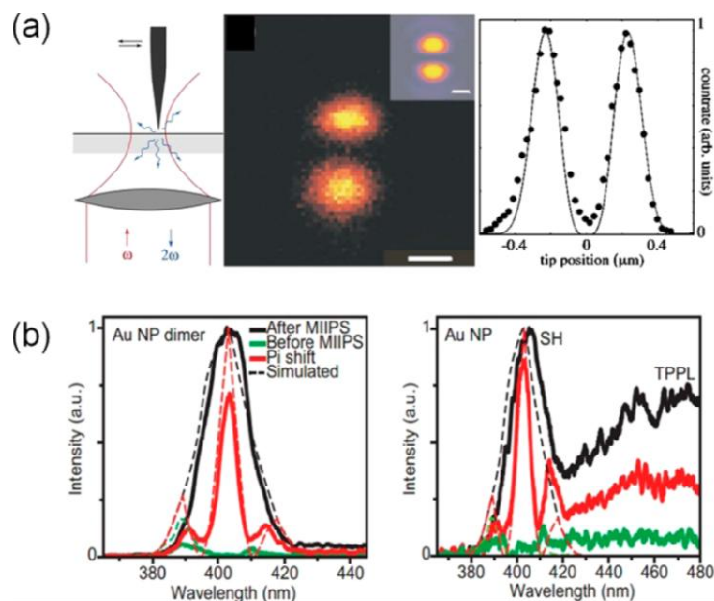 (a)
ω
2ω
countrate (arb. units)
1
0
-0.4
0
0.4
tip position (μm)
(b)
Intensity (a.u.)
1
0
Au NP dimer
After MIIPS
Before MIIPS
Pi shift
Simulated
380
400
420
440
Wavelength (nm)
Intensity (a.u.)
1
0
Au NP
SH
TPPL
380
400
420
440
460
480
Wavelength (nm)